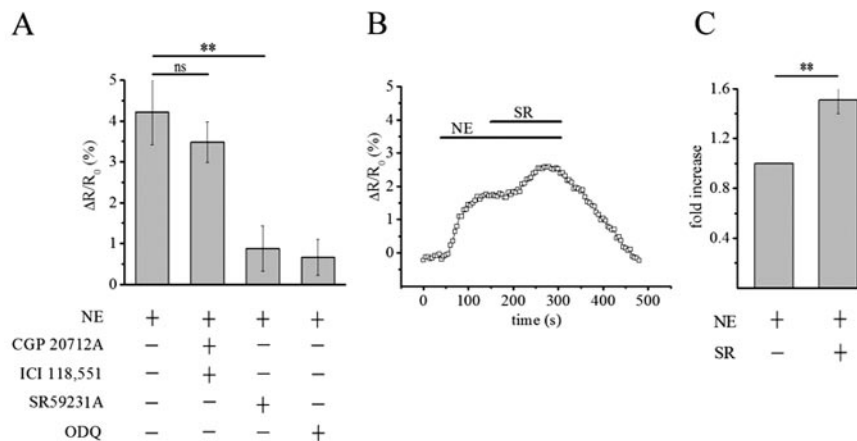 A
**
ns
5
4
3
2
1
0
ΔR/R0 (%)
NE + + + +
CGP 20712A − + − −
ICI 118,551 − + − −
SR59231A − − + −
ODQ − − − +
B
5
4
3
2
1
0
ΔR/R0 (%)
SR
NE
0 100 200 300 400 500
time (s)
C
**
1.6
1.2
0.8
0.4
fold increase
NE + +
SR − +